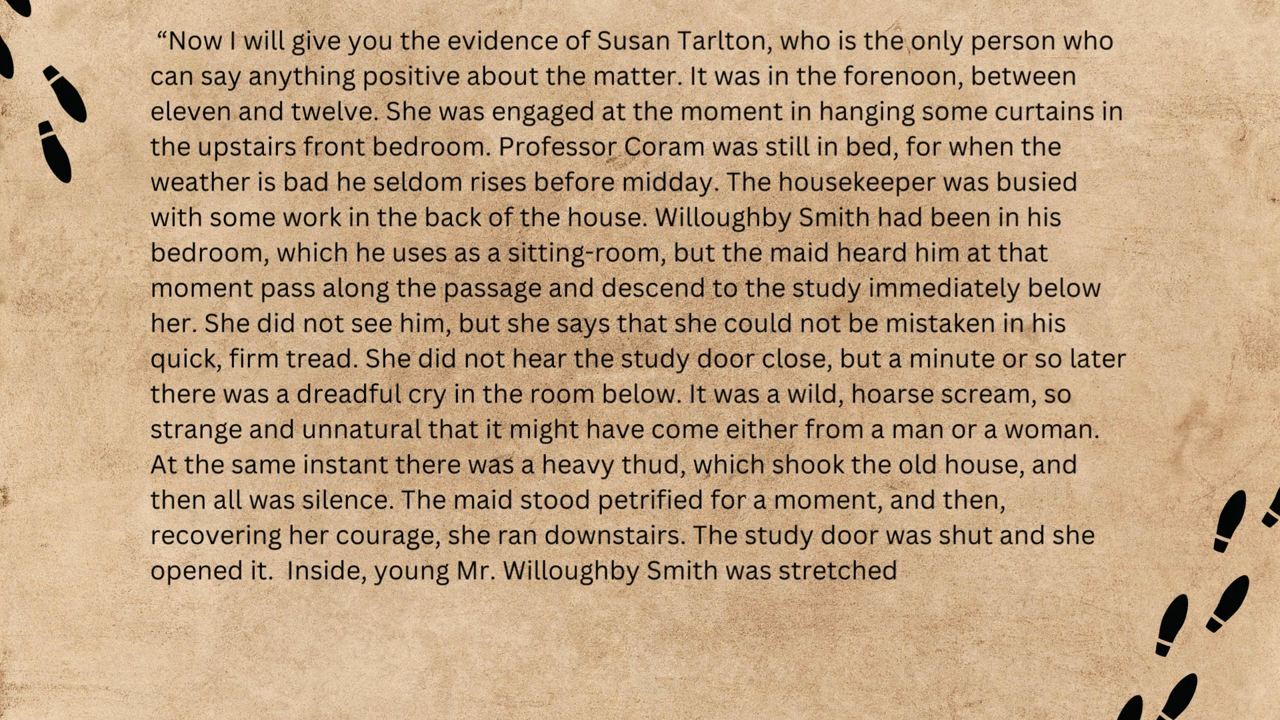 “Now I will give you the evidence of Susan Tarlton, who is the only person who
can say anything positive about the matter. It was in the forenoon, between
eleven and twelve. She was engaged at the moment in hanging some curtains in
the upstairs front bedroom. Professor Coram was still in bed, for when the
weather is bad he seldom rises before midday. The housekeeper was busied
with some work in the back of the house. Willoughby Smith had been in his
bedroom, which he uses as a sitting-room, but the maid heard him at that
moment pass along the passage and descend to the study immediately below
her. She did not see him, but she says that she could not be mistaken in his
quick, firm tread. She did not hear the study door close, but a minute or so later
there was a dreadful cry in the room below. It was a wild, hoarse scream, so
strange and unnatural that it might have come either from a man or a woman.
At the same instant there was a heavy thud, which shook the old house, and
then all was silence. The maid stood petrified for a moment, and then,
recovering her courage, she ran downstairs. The study door was shut and she
opened it.  Inside, young Mr. Willoughby Smith was stretched